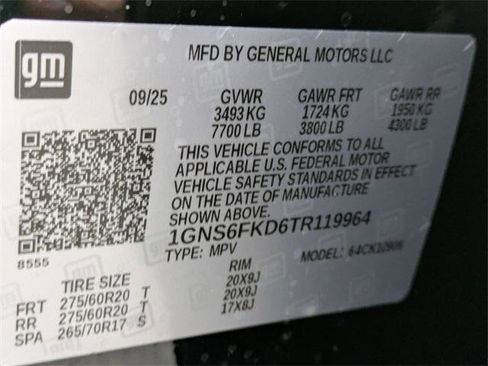 gm
MFD BY GENERAL MOTORS LLC
09/25 GVWR GAWR FRT GAWR RR
3493 KG 1724 KG 1950 KG
7700 LB 3800 LB 4300 LB
THIS VEHICLE CONFORMS TO ALL
APPLICABLE U.S. FEDERAL MOTOR
VEHICLE SAFETY STANDARDS IN EFFECT
ON THE DATE OF MANUFACTURE
1GNS6FKD6TR119964
TYPE: MPV MODEL: 64CK10906
8555
TIRE SIZE RIM
FRT 275/60R20 T 20X9J
RR 275/60R20 T 20X9J
SPA 265/70R17 S 17X8J